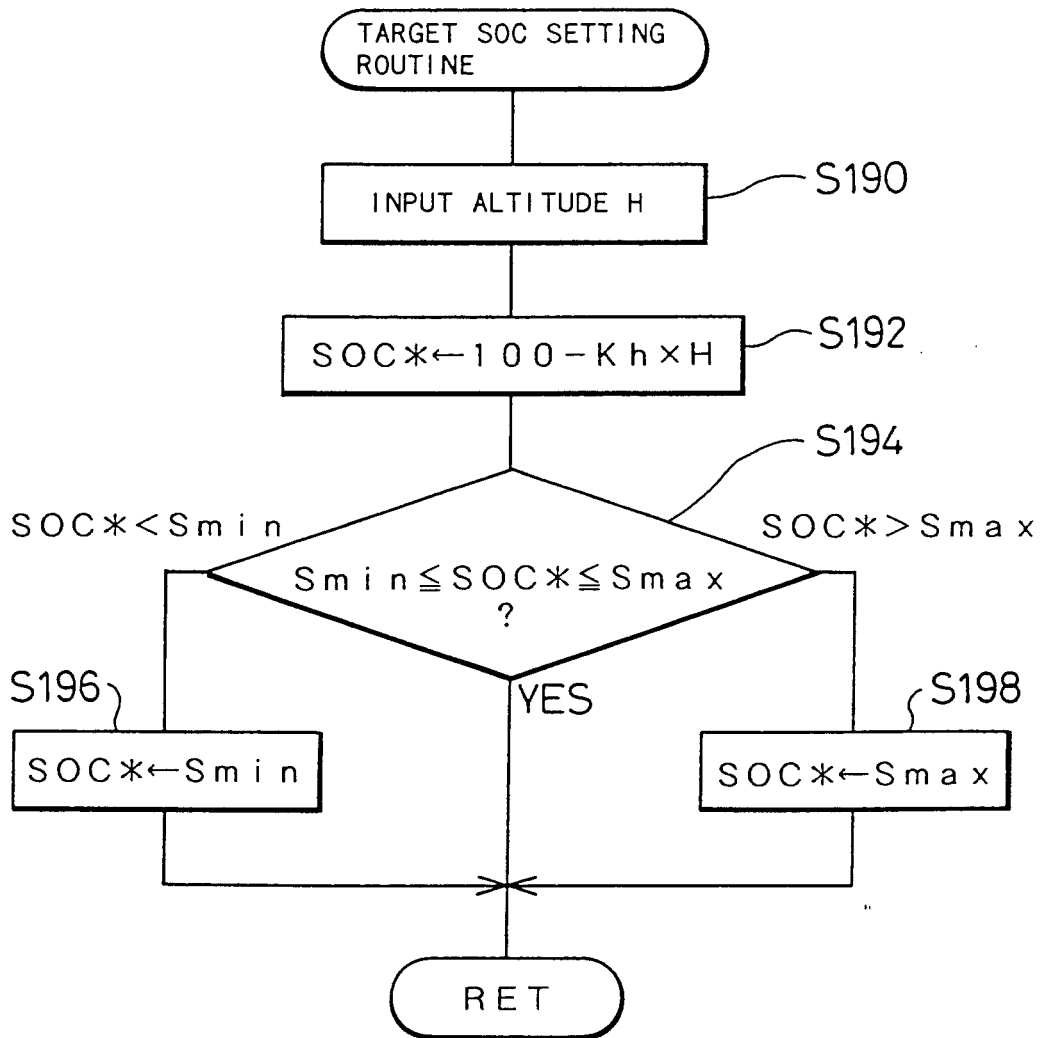 TARGET SOC SETTING
ROUTINE
S190
INPUT ALTITUDE H
S192
SOC*←100-Kh×H
S194
SOC*<Smin
SOC*>Smax
Smin≦SOC*≦Smax
?
YES
S196
S198
SOC*←Smin
SOC*←Smax
RET